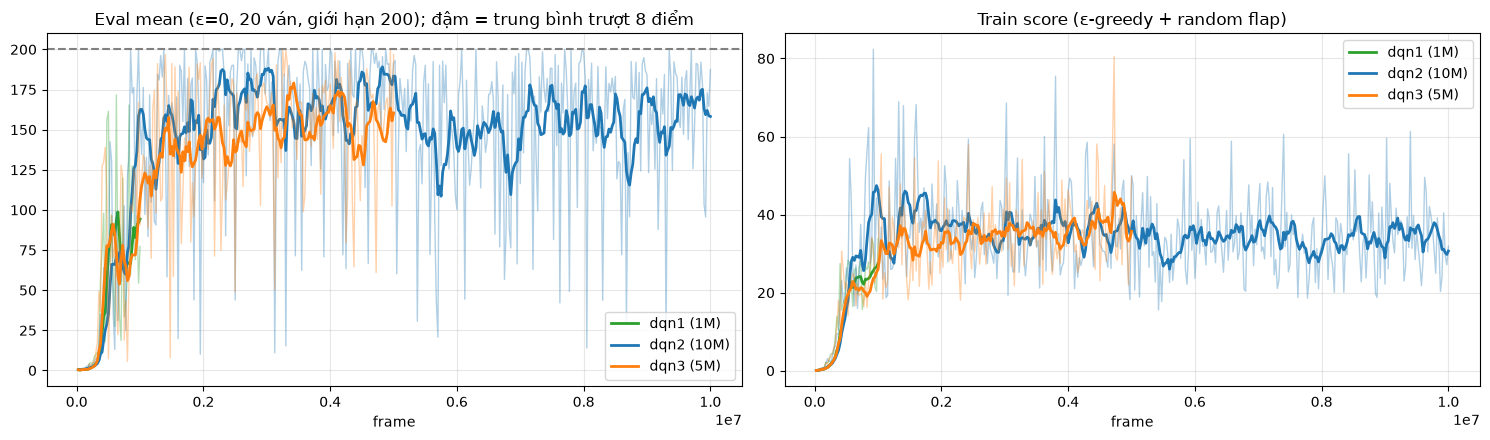 Eval mean (ε=0, 20 ván, giới hạn 200); đậm = trung bình trượt 8 điểm
200
175
150
125
100
75
50
25
0
dqn1 (1M)
dqn2 (10M)
dqn3 (5M)
0.0
0.2
0.4
0.6
0.8
1.0
1e7
frame
Train score (ε-greedy + random flap)
80
60
40
20
0
dqn1 (1M)
dqn2 (10M)
dqn3 (5M)
0.0
0.2
0.4
0.6
0.8
1.0
1e7
frame